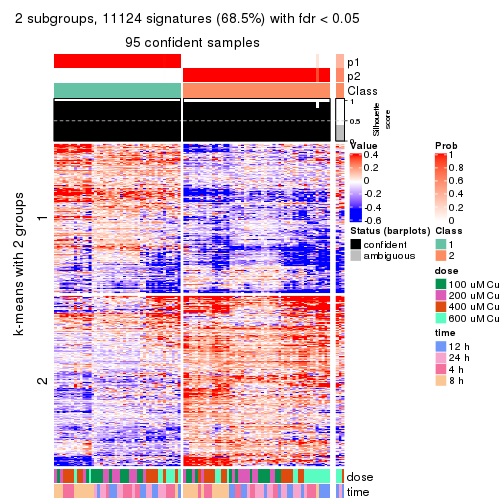 2 subgroups, 11124 signatures (68.5%) with fdr < 0.05
95 confident samples
p1
p2
Class
1
0.5
0
Silhouette
score
k-means with 2 groups
1
2
dose
time
Value
0.4
0.2
0
-0.2
-0.4
-0.6
Prob
1
0.8
0.6
0.4
0.2
0
Status (barplots)
confident
ambiguous
Class
1
2
dose
100 uM Cu
200 uM Cu
400 uM Cu
600 uM Cu
time
12 h
24 h
4 h
8 h